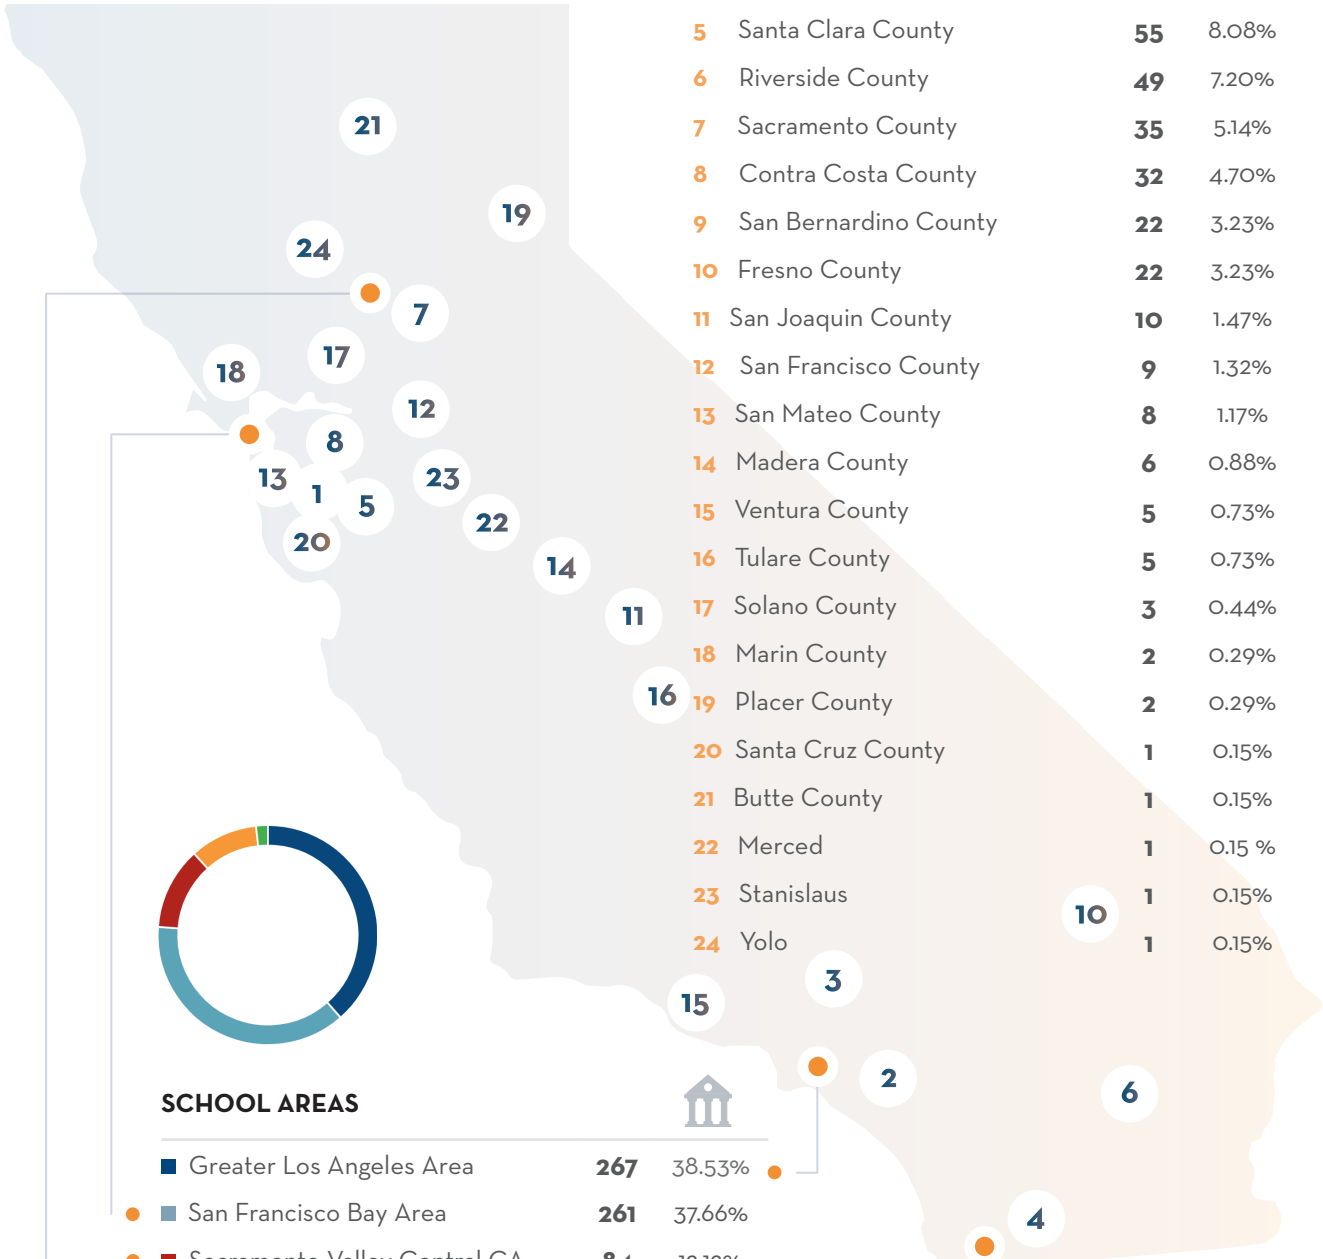 5 Santa Clara County 55 8.08%
6 Riverside County 49 7.20%
7 Sacramento County 35 5.14%
8 Contra Costa County 32 4.70%
9 San Bernardino County 22 3.23%
10 Fresno County 22 3.23%
11 San Joaquin County 10 1.47%
12 San Francisco County 9 1.32%
13 San Mateo County 8 1.17%
14 Madera County 6 0.88%
15 Ventura County 5 0.73%
16 Tulare County 5 0.73%
17 Solano County 3 0.44%
18 Marin County 2 0.29%
19 Placer County 2 0.29%
20 Santa Cruz County 1 0.15%
21 Butte County 1 0.15%
22 Merced 1 0.15 %
23 Stanislaus 1 0.15%
24 Yolo 1 0.15%
21
19
24
7
17
18
12
8
13
1
5
23
22
20
14
11
16
10
3
15
2
6
4
SCHOOL AREAS
Greater Los Angeles Area 267 38.53%
San Francisco Bay Area 261 37.66%
Sacramento Valley Central CA 84